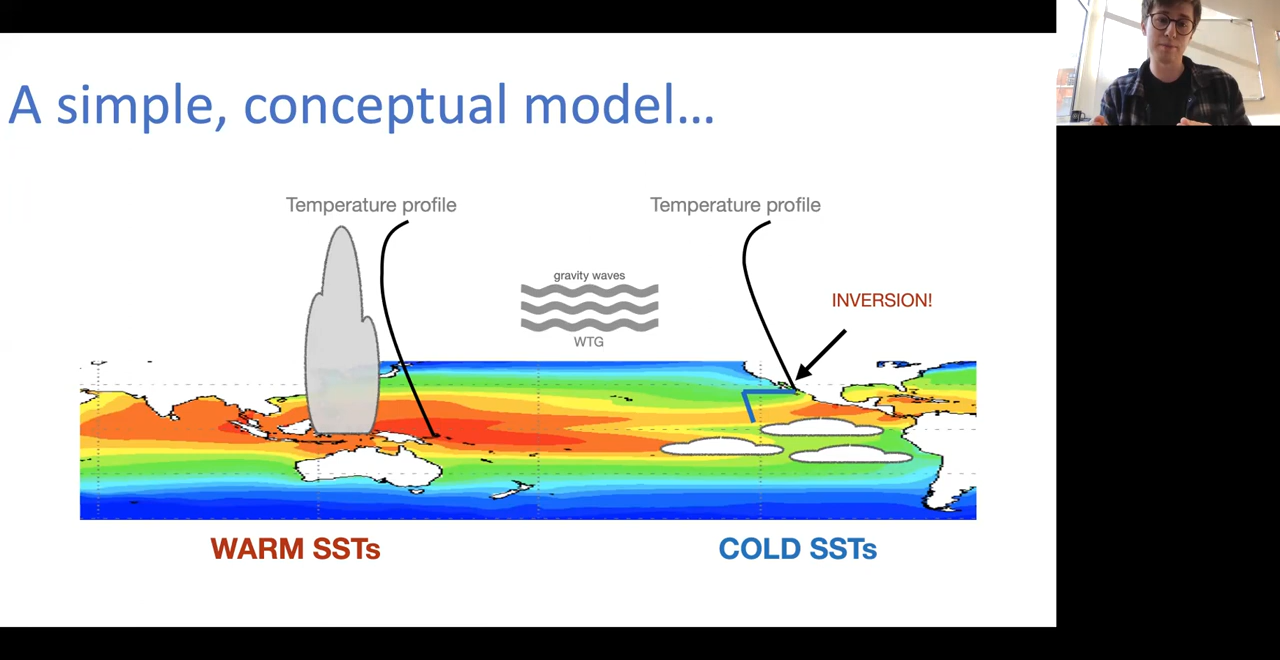 A simple, conceptual model...
Temperature profile
Temperature profile
gravity waves
INVERSION!
WTG
WARM SSTs
COLD SSTs